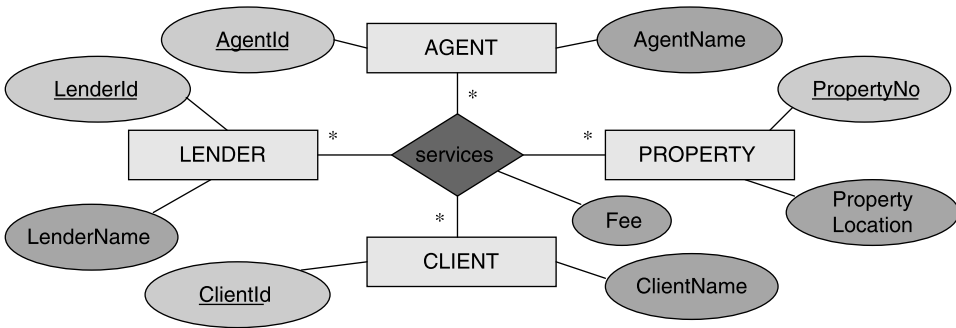 AgentId
AGENT
AgentName
LenderId
*
PropertyNo
LENDER
*
services
*
PROPERTY
LenderName
*
Fee
Property
Location
ClientId
CLIENT
ClientName